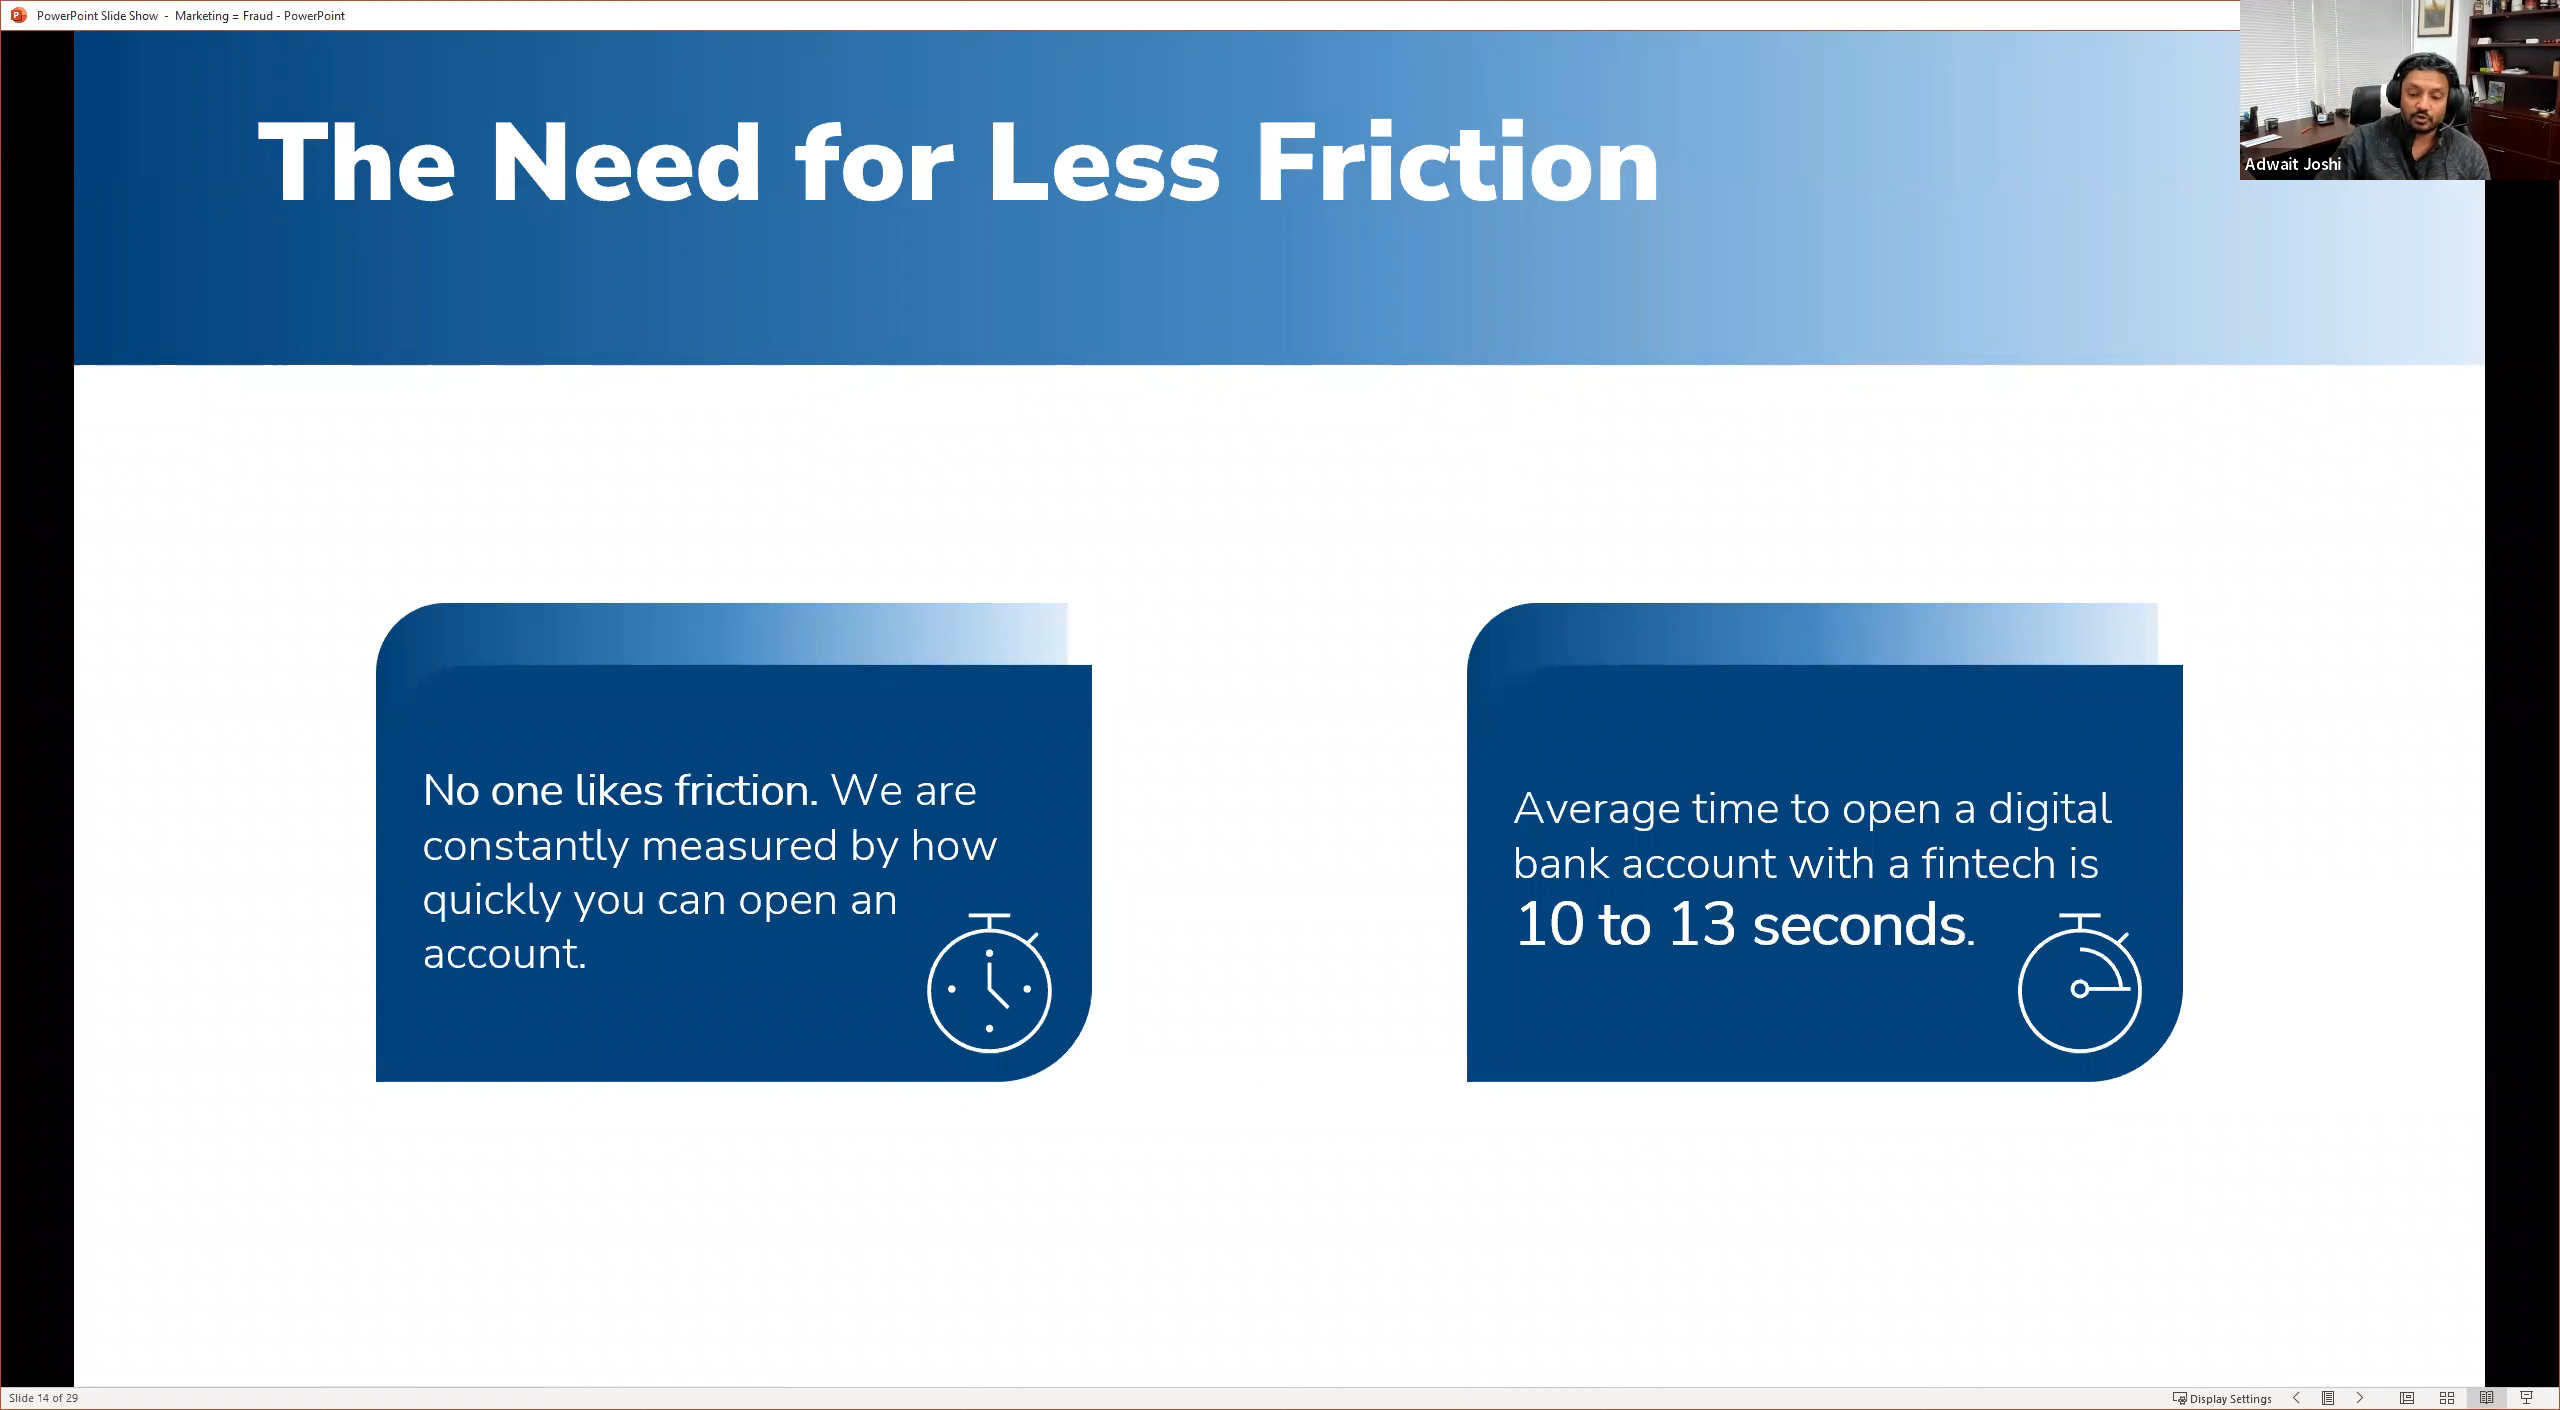 PowerPoint Slide Show - Marketing = Fraud - PowerPoint
Adwait Joshi
The Need for Less Friction
No one likes friction. We are
constantly measured by how
quickly you can open an
account.
Average time to open a digital
bank account with a fintech is
10 to 13 seconds.
Slide 14 of 29
Display Settings